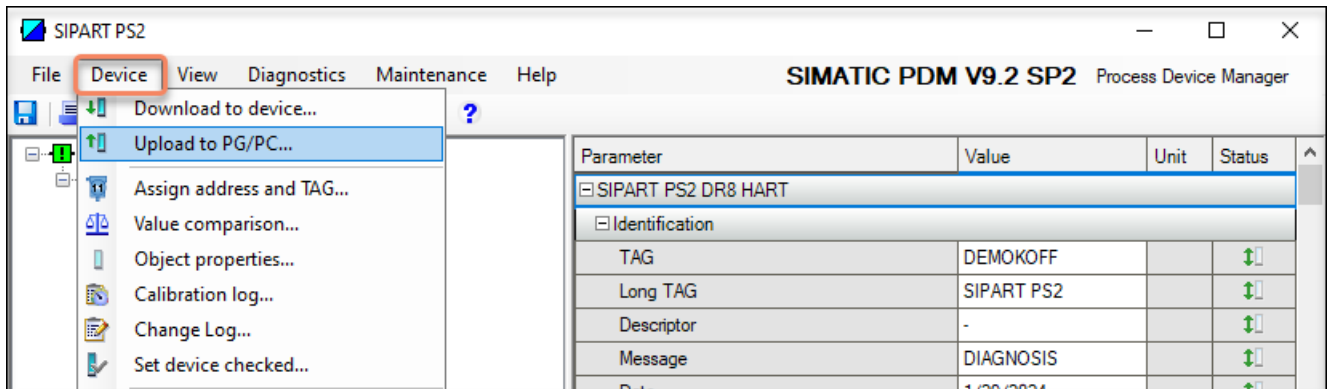 SIPART PS2
File Device View Diagnostics Maintenance Help SIMATIC PDM V9.2 SP2 Process Device Manager
Download to device...
Upload to PG/PC...
Assign address and TAG...
Value comparison...
Object properties...
Calibration log...
Change Log...
Set device checked...
Parameter Value Unit Status
SIPART PS2 DR8 HART
Identification
TAG DEMOKOFF
Long TAG SIPART PS2
Descriptor -
Message DIAGNOSIS